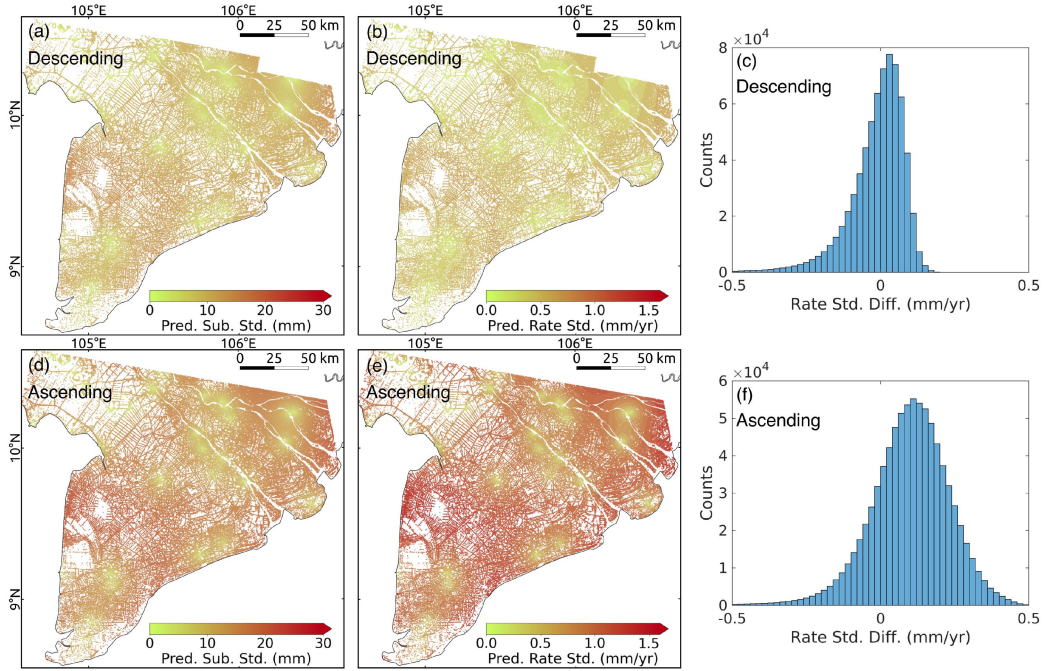 105°E 106°E
(a) 0 25 50 km
Descending
10°N
9°N
0 10 20 30
Pred. Sub. Std. (mm)
105°E 106°E
(b) 0 25 50 km
Descending
0.0 0.5 1.0 1.5
Pred. Rate Std. (mm/yr)
×10⁴
8
6
4
2
0
Counts
(c)
Descending
-0.5 0 0.5
Rate Std. Diff. (mm/yr)
105°E 106°E
(d) 0 25 50 km
Ascending
10°N
9°N
0 10 20 30
Pred. Sub. Std. (mm)
105°E 106°E
(e) 0 25 50 km
Ascending
0.0 0.5 1.0 1.5
Pred. Rate Std. (mm/yr)
×10⁴
6
5
4
3
2
1
0
Counts
(f)
Ascending
-0.5 0 0.5
Rate Std. Diff. (mm/yr)